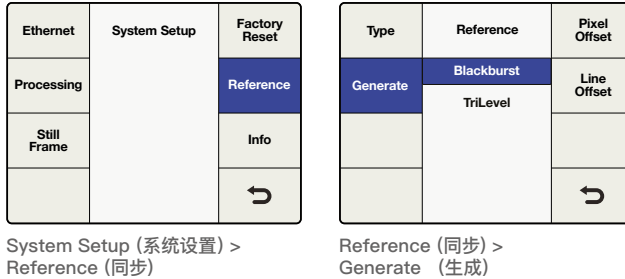 Ethernet
System Setup
Factory
Reset
Processing
Reference
Still
Frame
Info
System Setup（系统设置）>
Reference（同步）
Type
Reference
Pixel
Offset
Generate
Blackburst
Line
Offset
TriLevel
Reference（同步）>
Generate （生成）